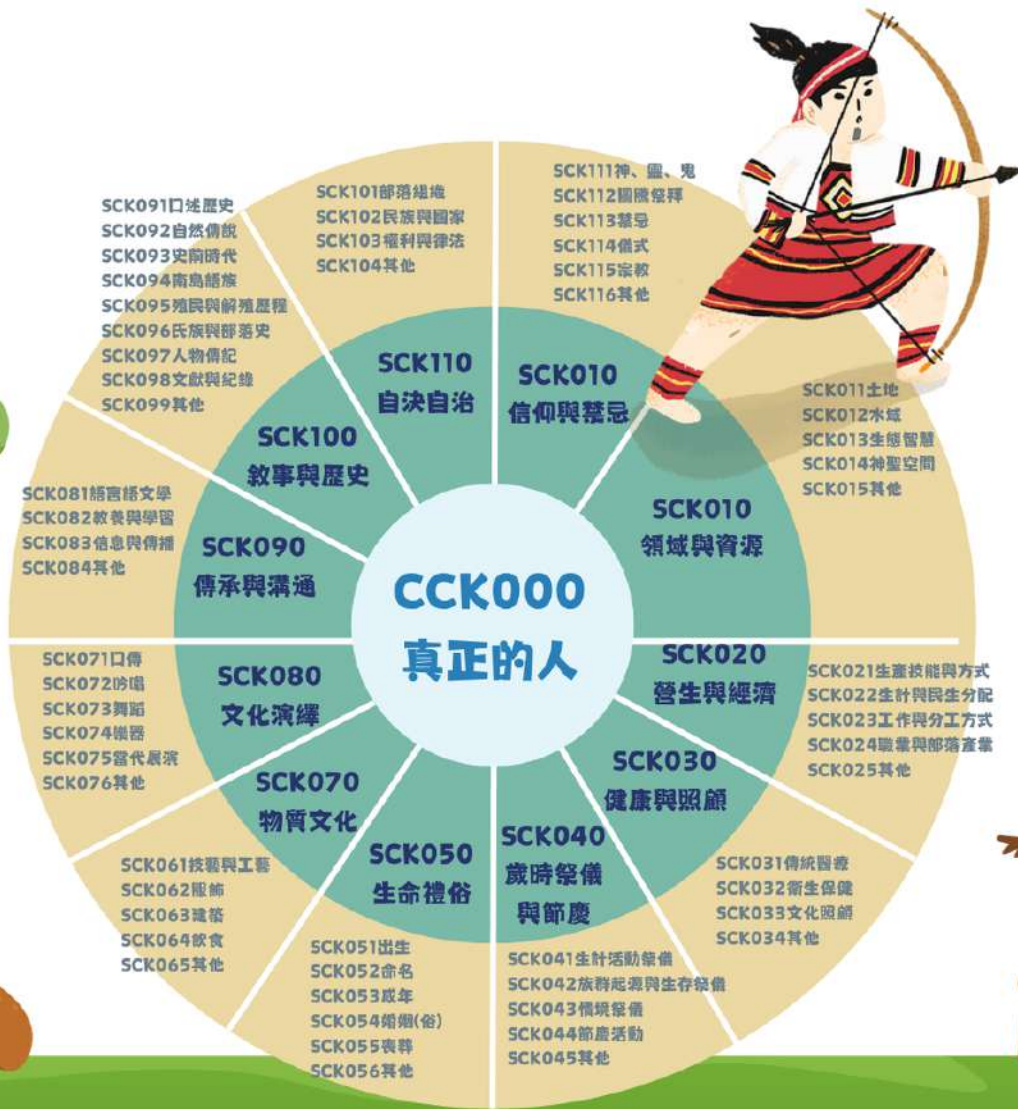 CCK000
真正的人
SCK010
信仰與禁忌
SCK111神、靈、鬼
SCK112圖騰祭拜
SCK113禁忌
SCK114儀式
SCK115宗教
SCK116其他
SCK010
領域與資源
SCK011土地
SCK012水域
SCK013生態智慧
SCK014神聖空間
SCK015其他
SCK020
營生與經濟
SCK021生產技能與方式
SCK022生計與民生分配
SCK023工作與分工方式
SCK024職業與部落產業
SCK025其他
SCK030
健康與照顧
SCK031傳統醫療
SCK032衛生保健
SCK033文化照顧
SCK034其他
SCK040
歲時祭儀
與節慶
SCK041生計活動祭儀
SCK042族群起源與生存祭儀
SCK043情境祭儀
SCK044節慶活動
SCK045其他
SCK050
生命禮俗
SCK051出生
SCK052命名
SCK053成年
SCK054婚姻(俗)
SCK055喪葬
SCK056其他
SCK070
物質文化
SCK061技藝與工藝
SCK062服飾
SCK063建築
SCK064飲食
SCK065其他
SCK080
文化演繹
SCK071口傳
SCK072吟唱
SCK073舞蹈
SCK074樂器
SCK075當代展演
SCK076其他
SCK090
傳承與溝通
SCK081語言語文學
SCK082教養與學習
SCK083信息與傳播
SCK084其他
SCK100
敘事與歷史
SCK091口述歷史
SCK092自然傳說
SCK093史前時代
SCK094南島語族
SCK095殖民與解殖歷程
SCK096氏族與部落史
SCK097人物傳記
SCK098文獻與紀錄
SCK099其他
SCK110
自決自治
SCK101部落組織
SCK102民族與國家
SCK103權利與律法
SCK104其他